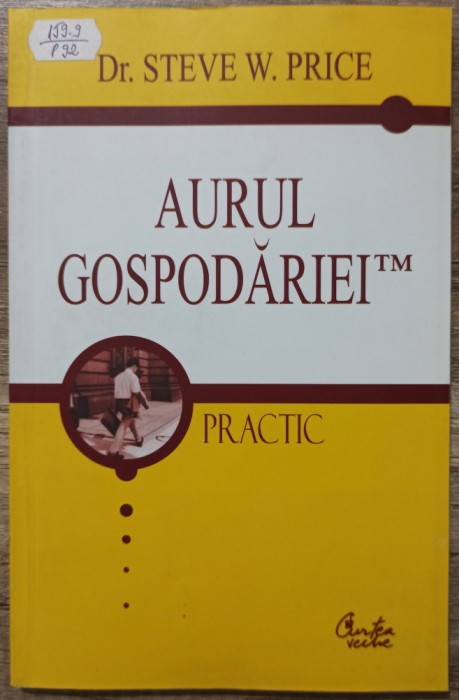 159.9
P92
Dr. STEVE W. PRICE
AURUL
GOSPODĂRIEI™
PRACTIC
Curtea
veche